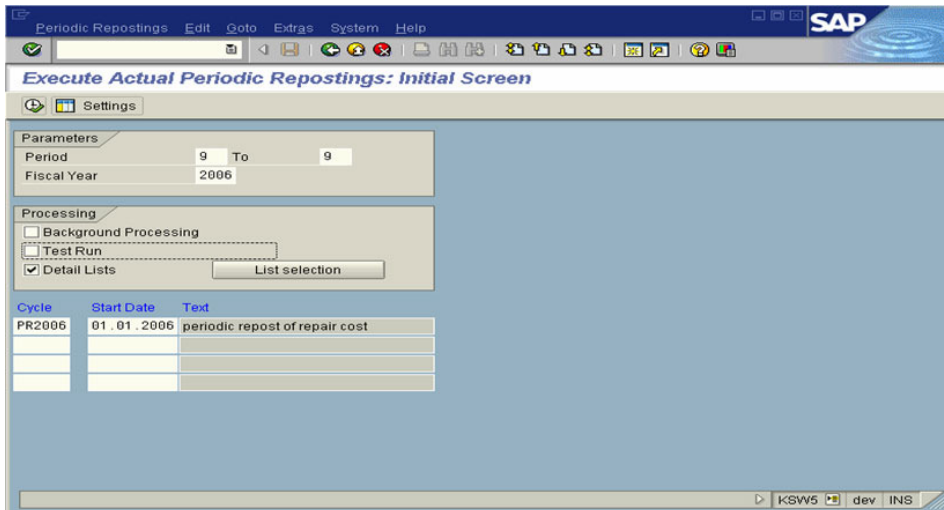 Periodic Repostings Edit Goto Extras System Help
SAP
Execute Actual Periodic Repostings: Initial Screen
Settings
Parameters
Period 9 To 9
Fiscal Year 2006
Processing
Background Processing
Test Run
Detail Lists List selection
Cycle Start Date Text
PR2006 01.01.2006 periodic repost of repair cost
KSW5 dev INS